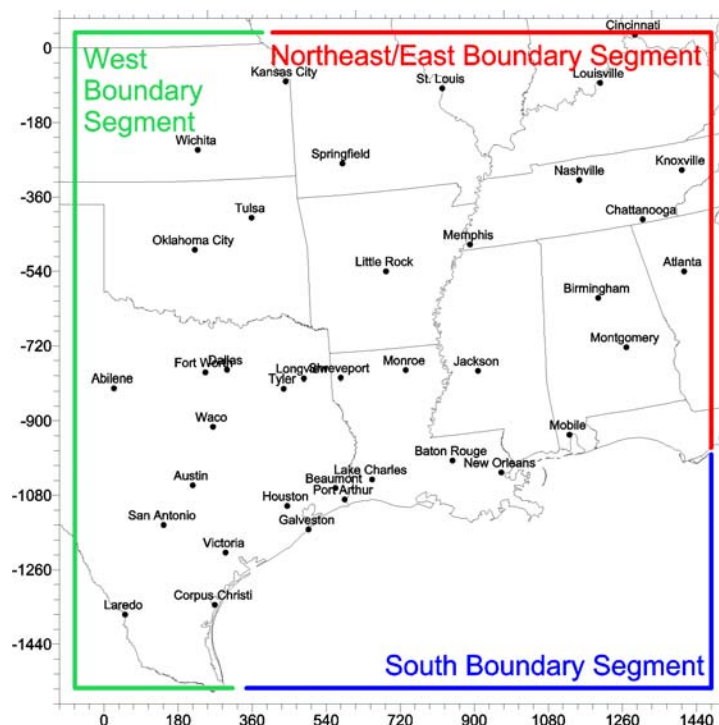 Cincinnati
0
West
Boundary
Segment
Northeast/East Boundary Segment
Kansas City
St. Louis
Louisville
-180
Wichita
Springfield
Nashville
Knoxville
-360
Tulsa
Chattanooga
Oklahoma City
Memphis
-540
Little Rock
Atlanta
Birmingham
-720
Montgomery
Abilene
Fort Worth
Dallas
Tyler
Longview
Shreveport
Monroe
Jackson
-900
Waco
Mobile
Baton Rouge
New Orleans
Lake Charles
Beaumont
Port Arthur
-1080
Austin
Houston
San Antonio
Galveston
Victoria
-1260
Corpus Christi
Laredo
-1440
South Boundary Segment
0 180 360 540 720 900 1080 1260 1440